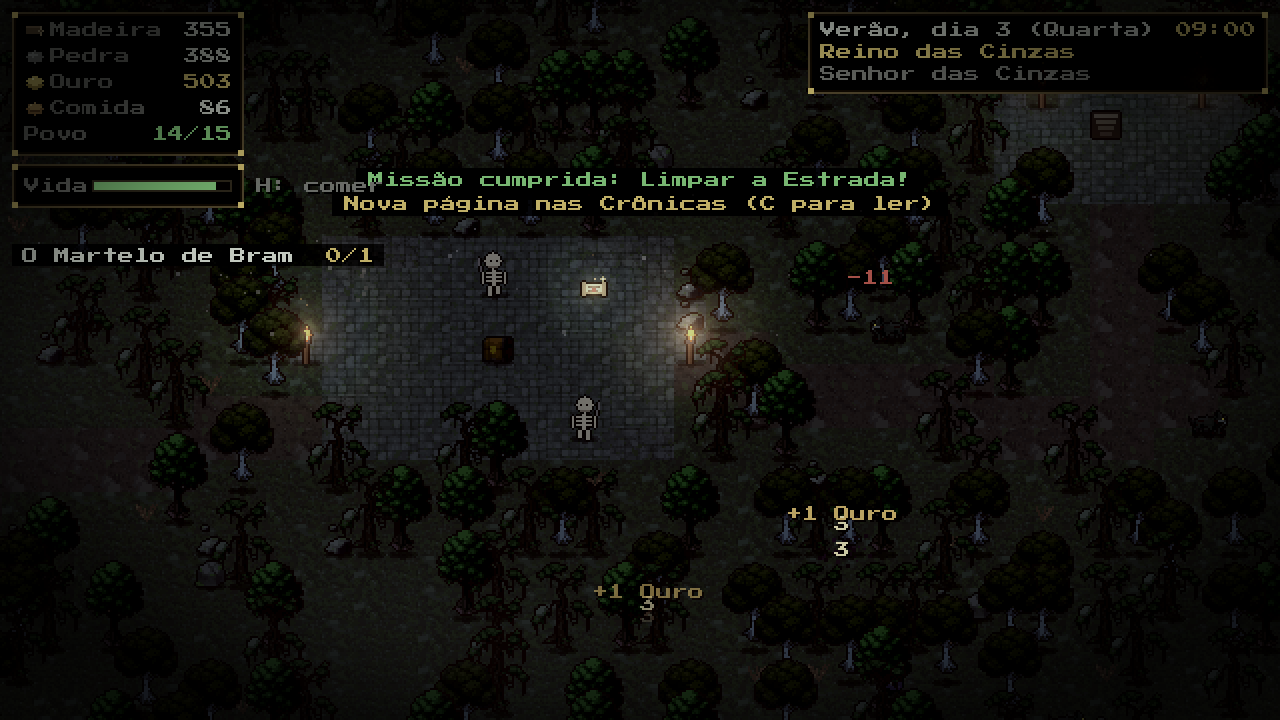 Madeira 355
Pedra 388
Ouro 503
Comida 86
Povo 14/15
Vida
H: comer
O Martelo de Bram 0/1
Verão, dia 3 (Quarta) 09:00
Reino das Cinzas
Senhor das Cinzas
Missão cumprida: Limpar a Estrada!
Nova página nas Crônicas (C para ler)
-11
+1 Ouro
3
3
+1 Ouro
3
3